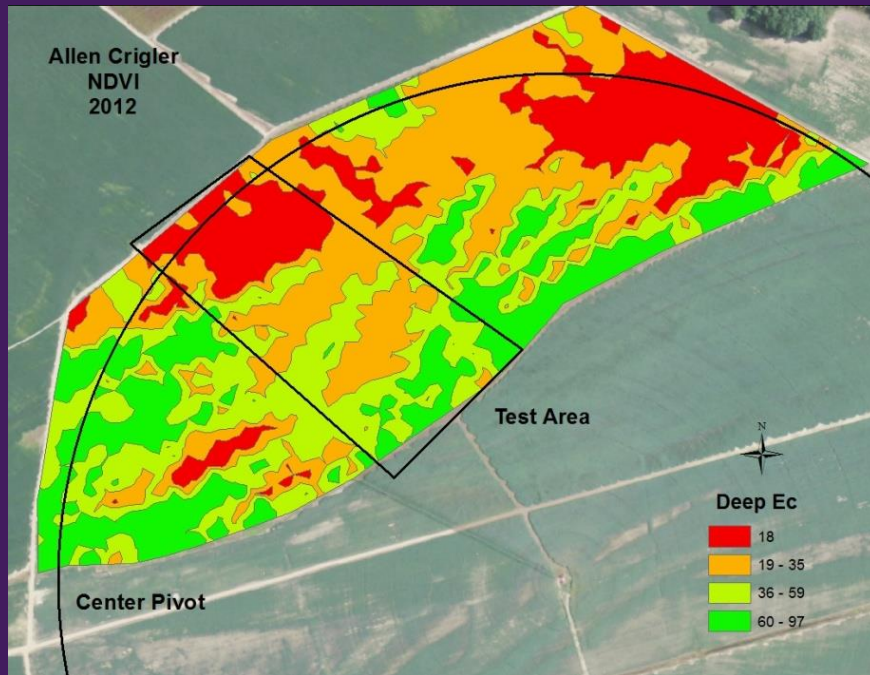 Allen Crigler
NDVI
2012
Test Area
N
Deep Ec
18
19 - 35
36 - 59
60 - 97
Center Pivot